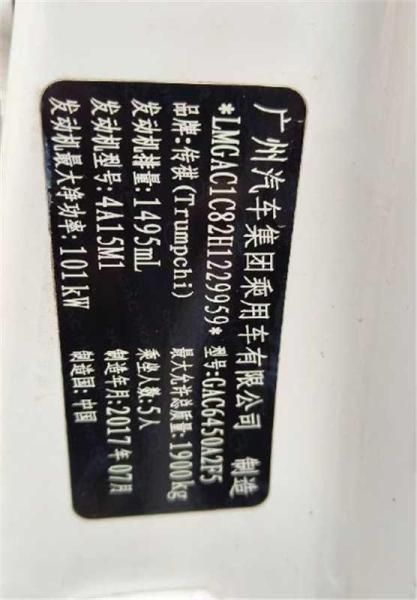 广州汽车集团乘用车有限公司 制造
*LMGAC1C82H1229959* 型号:GAC6450A2F5
品牌:传祺(Trumpchi) 最大允许总质量:1900kg
发动机排量:1495mL 乘坐人数:5人
发动机型号:4A15M1 制造年月:2017年07月
发动机最大净功率:101kW 制造国:中国